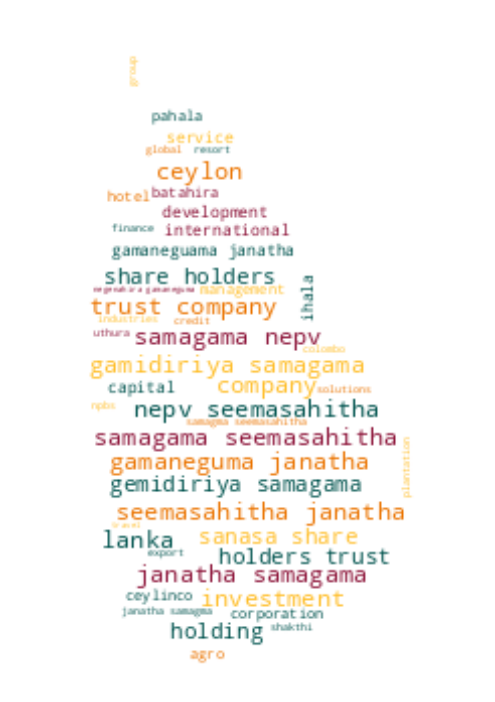 group
pahala
service
global resort
ceylon
hotel batahira
development
finance international
gamaneguama janatha
share holders
ihala
negenahira gamaneguma management
trust company
industries credit
uthura samagama nepv
colombo
gamidiriya samagama
capital company solutions
npbs nepv seemasahitha
samagma seemasahitha
samagama seemasahitha
plantation
gamaneguma janatha
gemidiriya samagama
seemasahitha janatha
travel
lanka sanasa share
export holders trust
janatha samagama
ceylinco investment
janatha samagma corporation
holding shakthi
agro